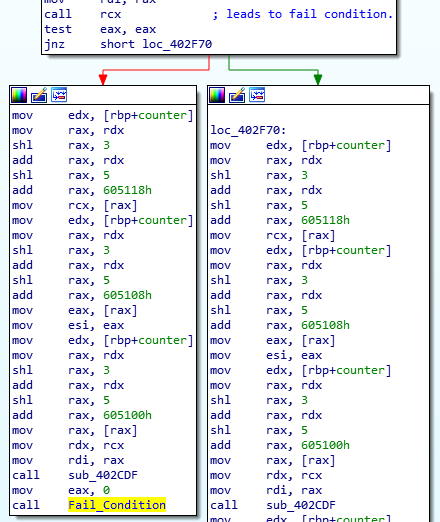 mov rdi, rax
call rcx ; leads to fail condition.
test eax, eax
jnz short loc_402F70
mov edx, [rbp+counter]
mov rax, rdx
shl rax, 3
add rax, rdx
shl rax, 5
add rax, 605118h
mov rcx, [rax]
mov edx, [rbp+counter]
mov rax, rdx
shl rax, 3
add rax, rdx
shl rax, 5
add rax, 605108h
mov eax, [rax]
mov esi, eax
mov edx, [rbp+counter]
mov rax, rdx
shl rax, 3
add rax, rdx
shl rax, 5
add rax, 605100h
mov rax, [rax]
mov rdx, rcx
mov rdi, rax
call sub_402CDF
mov eax, 0
call Fail_Condition
loc_402F70:
mov edx, [rbp+counter]
mov rax, rdx
shl rax, 3
add rax, rdx
shl rax, 5
add rax, 605118h
mov rcx, [rax]
mov edx, [rbp+counter]
mov rax, rdx
shl rax, 3
add rax, rdx
shl rax, 5
add rax, 605108h
mov eax, [rax]
mov esi, eax
mov edx, [rbp+counter]
mov rax, rdx
shl rax, 3
add rax, rdx
shl rax, 5
add rax, 605100h
mov rax, [rax]
mov rdx, rcx
mov rdi, rax
call sub_402CDF
mov edx, [rbp+counter]